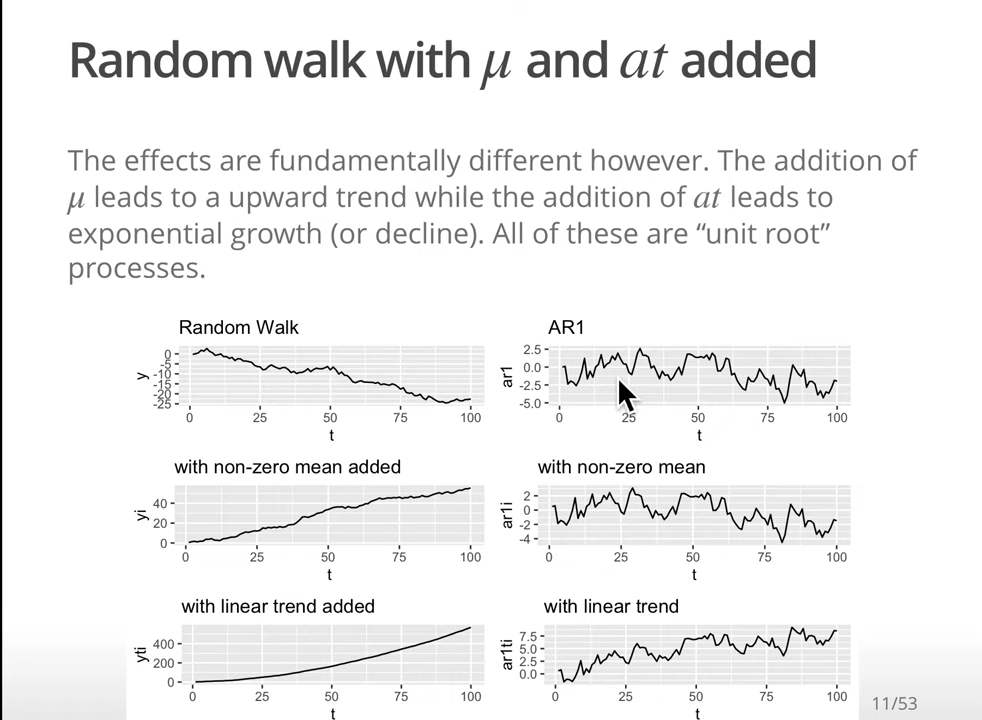 Random walk with μ and at added
The effects are fundamentally different however. The addition of
μ leads to a upward trend while the addition of at leads to
exponential growth (or decline). All of these are “unit root”
processes.
Random Walk
y
0
-5
-10
-15
-20
-25
0 25 50 75 100
t
AR1
ar1
2.5
0.0
-2.5
-5.0
0 25 50 75 100
t
with non-zero mean added
yi
40
20
0
0 25 50 75 100
t
with non-zero mean
ar1i
2
0
-2
-4
0 25 50 75 100
t
with linear trend added
yti
400
200
0
0 25 50 75 100
t
with linear trend
ar1ti
7.5
5.0
2.5
0.0
0 25 50 75 100
t
11/53